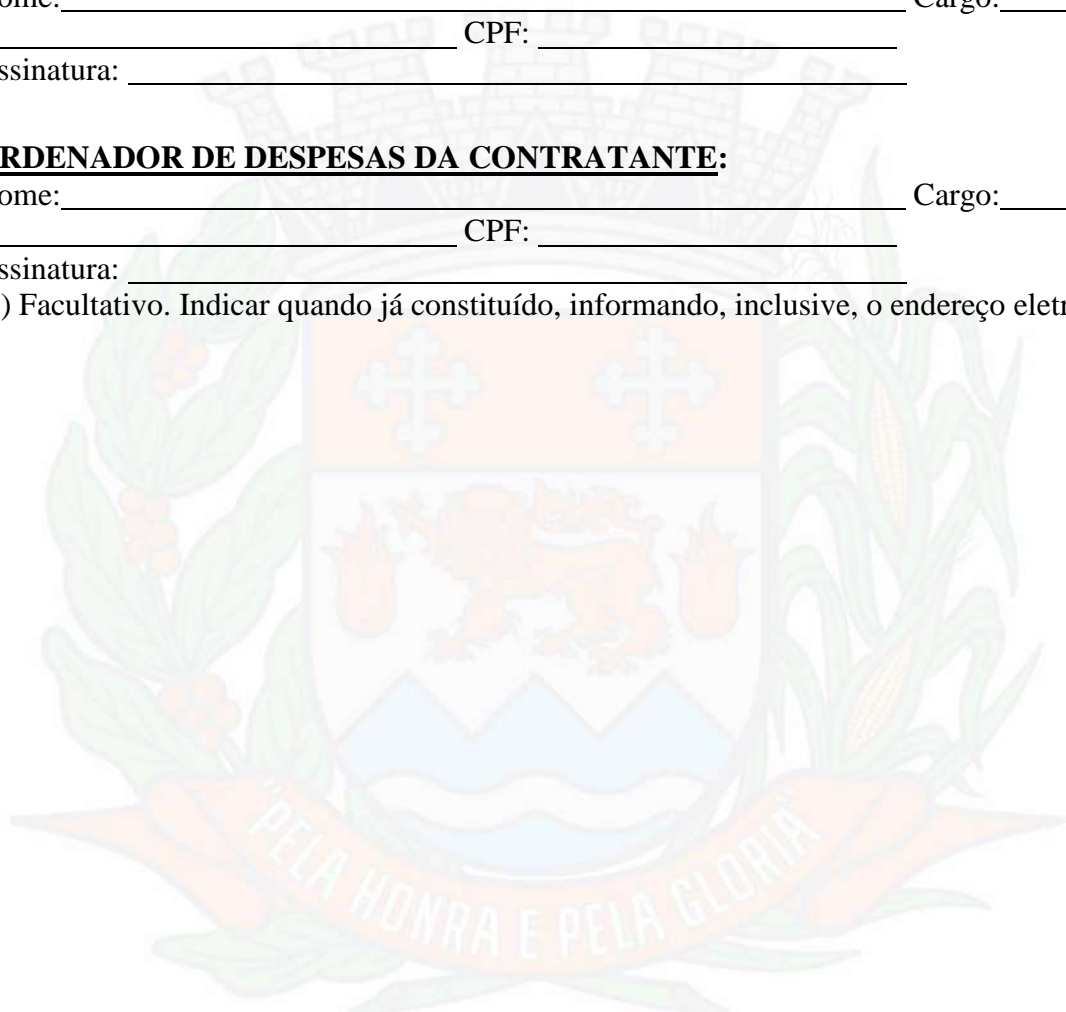 ome: Cargo:
CPF:
ssinatura:
RDENADOR DE DESPESAS DA CONTRATANTE:
ome: Cargo:
CPF:
ssinatura:
) Facultativo. Indicar quando já constituído, informando, inclusive, o endereço eletr
"PELA HONRA E PELA GLORIA"